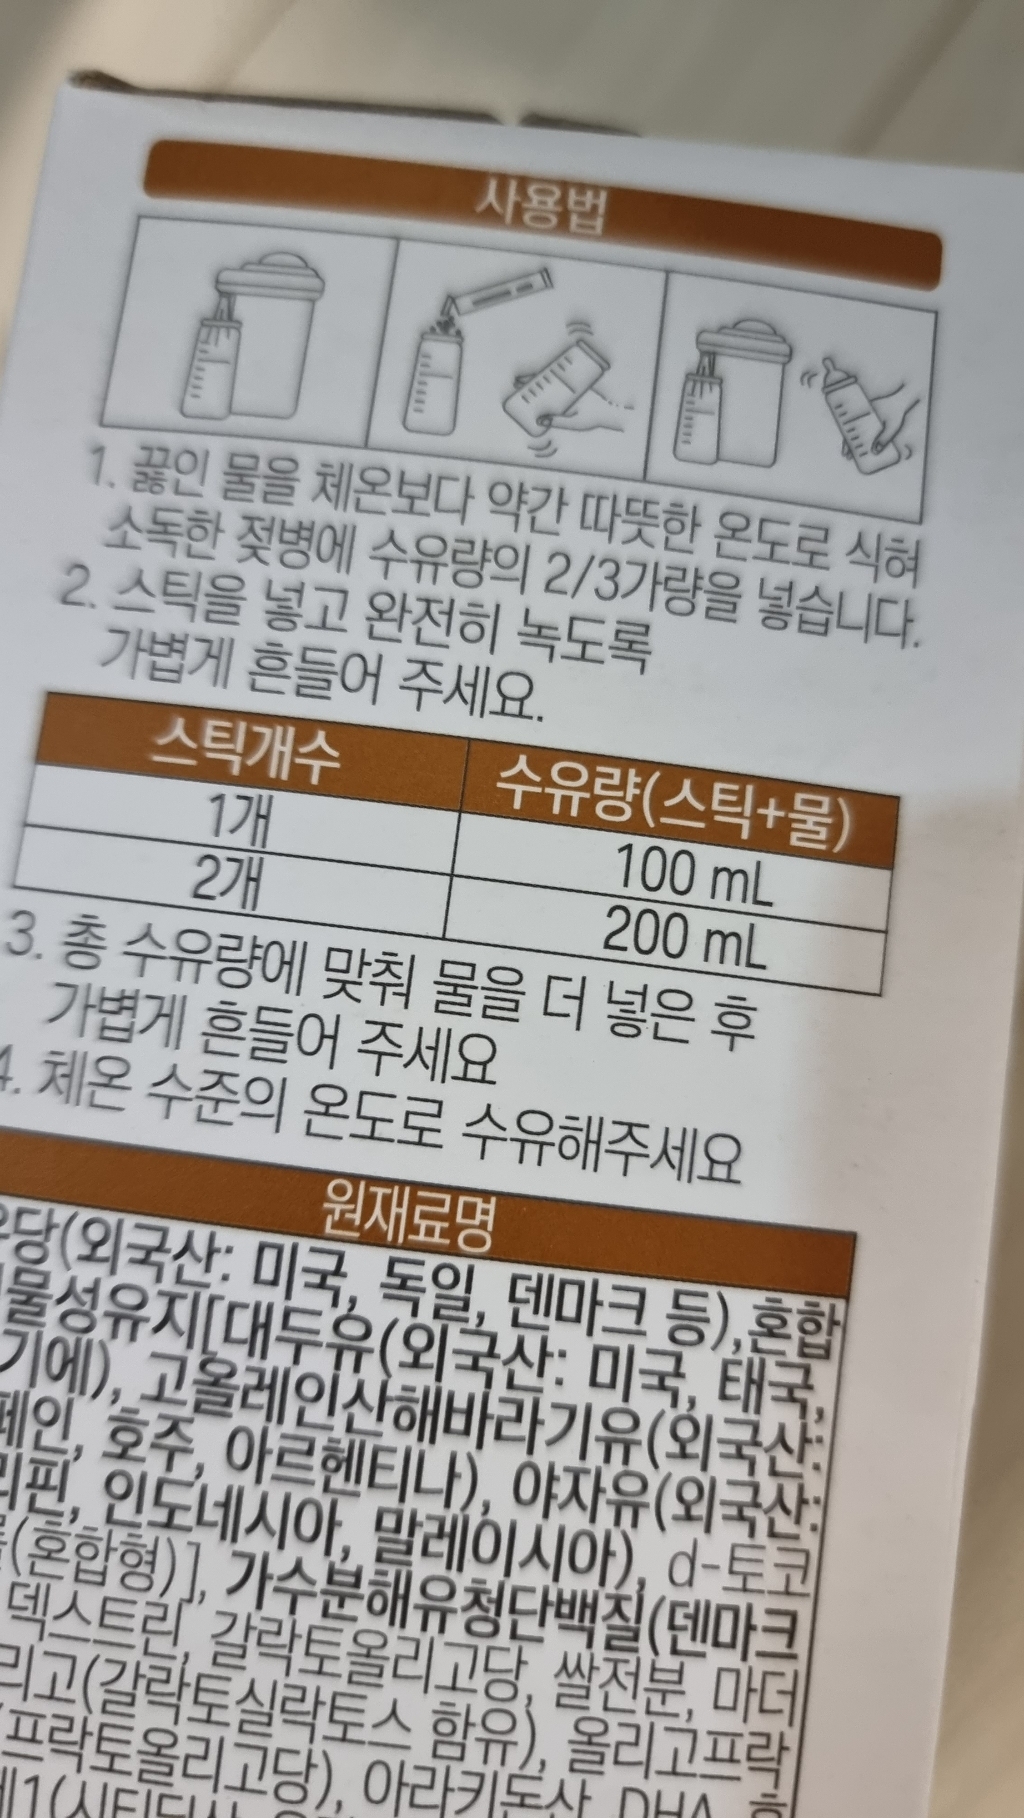 사용법
1. 끓인 물을 체온보다 약간 따뜻한 온도로 식혀
소독한 젖병에 수유량의 2/3가량을 넣습니다.
2. 스틱을 넣고 완전히 녹도록
가볍게 흔들어 주세요.
스틱개수 수유량(스틱+물)
1개 100 mL
2개 200 mL
3. 총 수유량에 맞춰 물을 더 넣은 후
가볍게 흔들어 주세요
4. 체온 수준의 온도로 수유해주세요
원재료명
유당(외국산: 미국, 독일, 덴마크 등), 혼합
물성유지[대두유(외국산: 미국, 태국,
기에), 고올레인산해바라기유(외국산:
페인, 호주, 아르헨티나), 야자유(외국산:
리핀, 인도네시아, 말레이시아), d-토코
(혼합형)], 가수분해유청단백질(덴마크
덱스트린, 갈락토올리고당, 쌀전분, 마더
리고(갈락토실락토스 함유), 올리고프락
프락토올리고당), 아라키돈산, DHA,